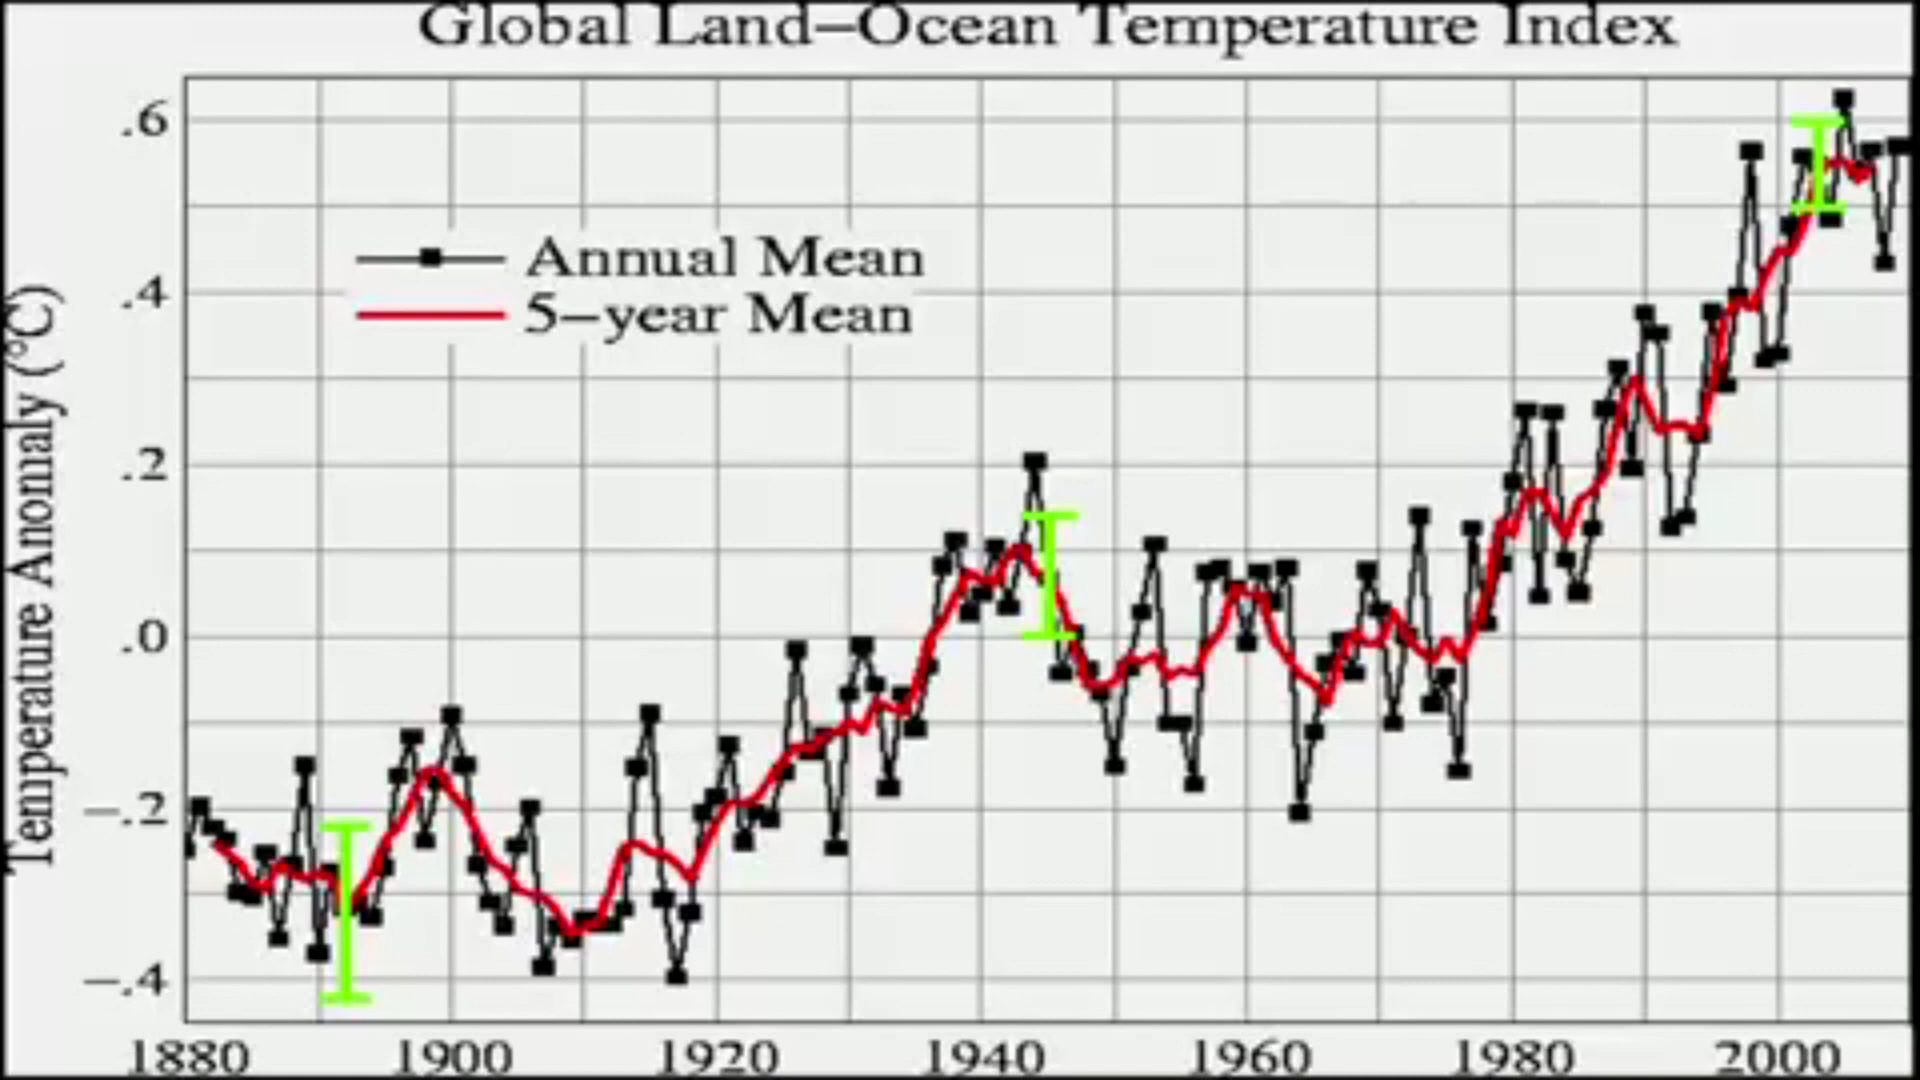 Global Land–Ocean Temperature Index
.6
.4
.2
.0
−.2
−.4
Temperature Anomaly (°C)
Annual Mean
5–year Mean
1880 1900 1920 1940 1960 1980 2000